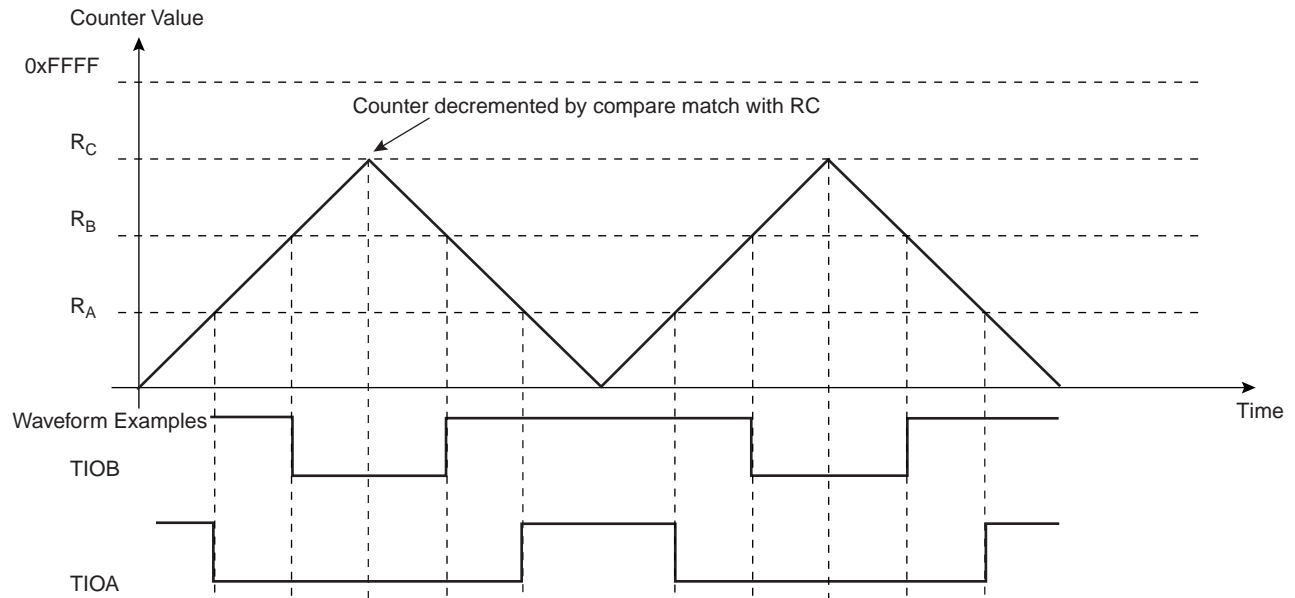 Counter Value
0xFFFF
Counter decremented by compare match with RC
RC
RB
RA
Time
Waveform Examples
TIOB
TIOA